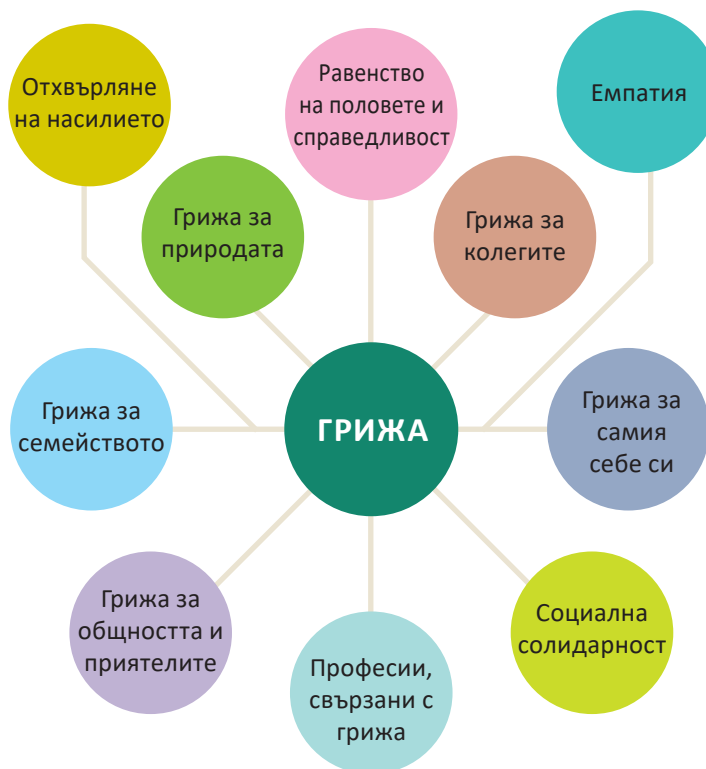 Отхвърляне
на насилието
Равенство
на половете и
справедливост
Емпатия
Грижа за
природата
Грижа за
колегите
Грижа за
семейството
ГРИЖА
Грижа за
самия
себе си
Грижа за
общността и
приятелите
Професии,
свързани с
грижа
Социална
солидарност